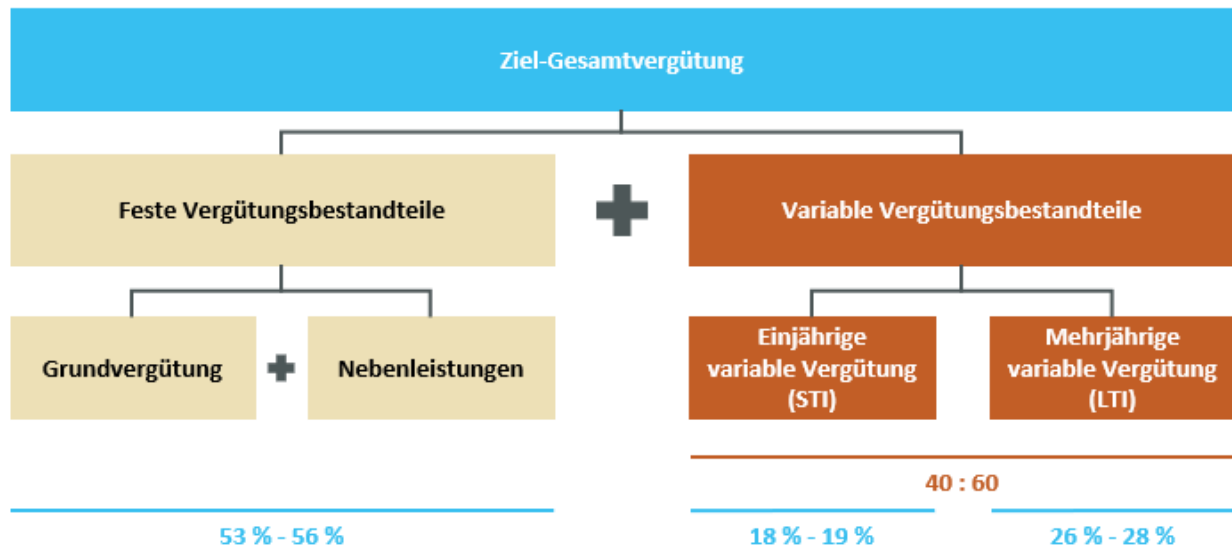 Ziel-Gesamtvergütung
Feste Vergütungsbestandteile
Variable Vergütungsbestandteile
Grundvergütung
Nebenleistungen
Einjährige
variable Vergütung
(STI)
Mehrjährige
variable Vergütung
(LTI)
40 : 60
53 % - 56 %
18 % - 19 %
26 % - 28 %